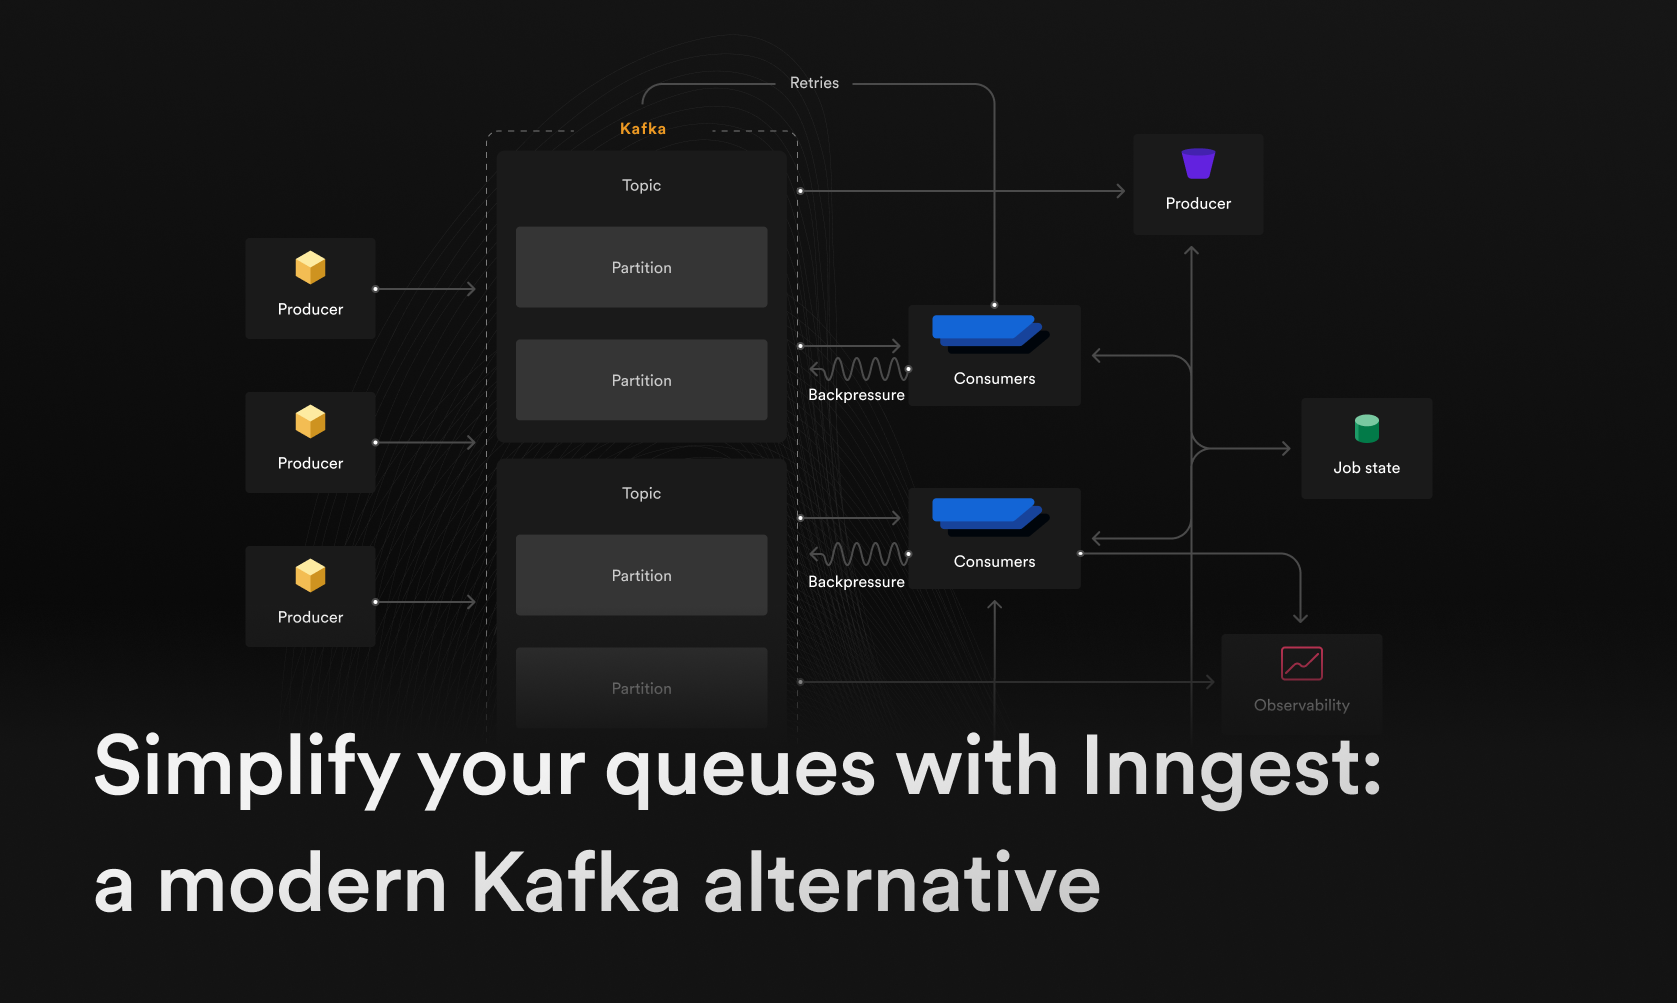 Retries
Kafka
Topic
Partition
Partition
Topic
Partition
Partition
Producer
Producer
Producer
Backpressure
Backpressure
Consumers
Consumers
Producer
Job state
Observability
Simplify your queues with Inngest:
a modern Kafka alternative